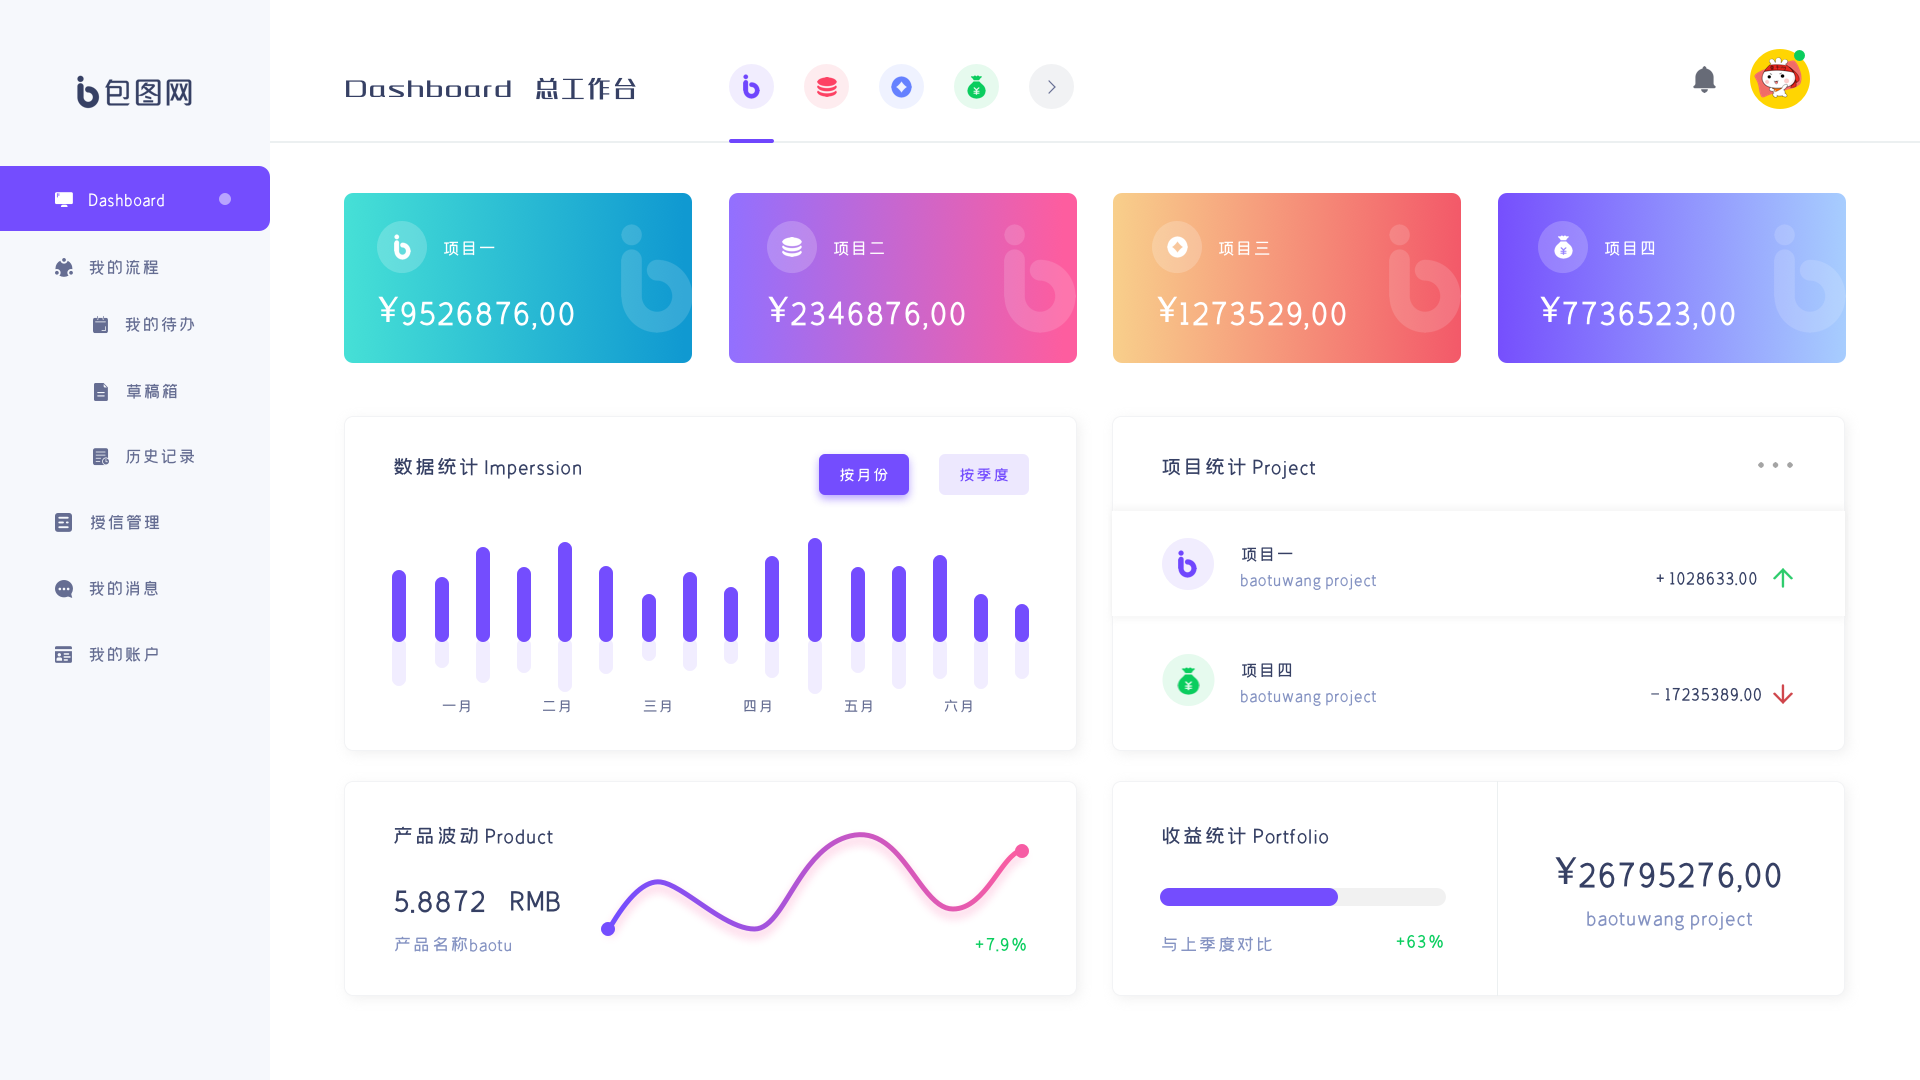 包图网
Dashboard 总工作台
Dashboard
我的流程
我的待办
草稿箱
历史记录
授信管理
我的消息
我的账户
项目一
¥9526876,00
项目二
¥2346876,00
项目三
¥1273529,00
项目四
¥7736523,00
数据统计 Imperssion
按月份
按季度
一月
二月
三月
四月
五月
六月
项目统计 Project
项目一
baotuwang project
+ 1028633.00
项目四
baotuwang project
- 17235389.00
产品波动 Product
5.8872 RMB
产品名称baotu
+7.9%
收益统计 Portfolio
与上季度对比
+63%
¥26795276,00
baotuwang project